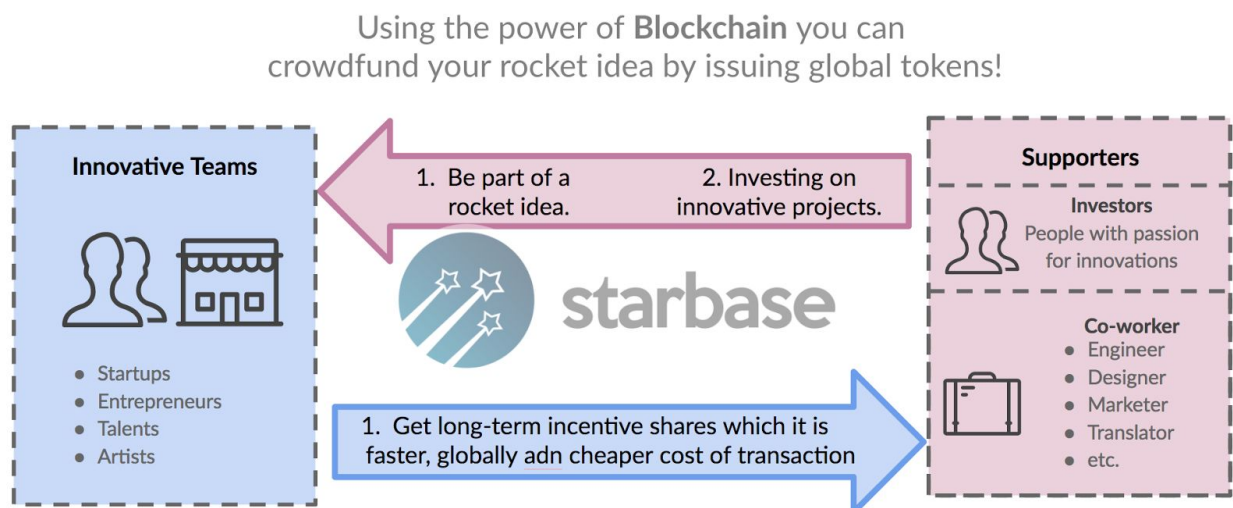 Using the power of Blockchain you can
crowdfund your rocket idea by issuing global tokens!
Innovative Teams
● Startups
● Entrepreneurs
● Talents
● Artists
1. Be part of a
rocket idea.
2. Investing on
innovative projects.
starbase
1. Get long-term incentive shares which it is
faster, globally adn cheaper cost of transaction
Supporters
Investors
People with passion
for innovations
Co-worker
● Engineer
● Designer
● Marketer
● Translator
● etc.